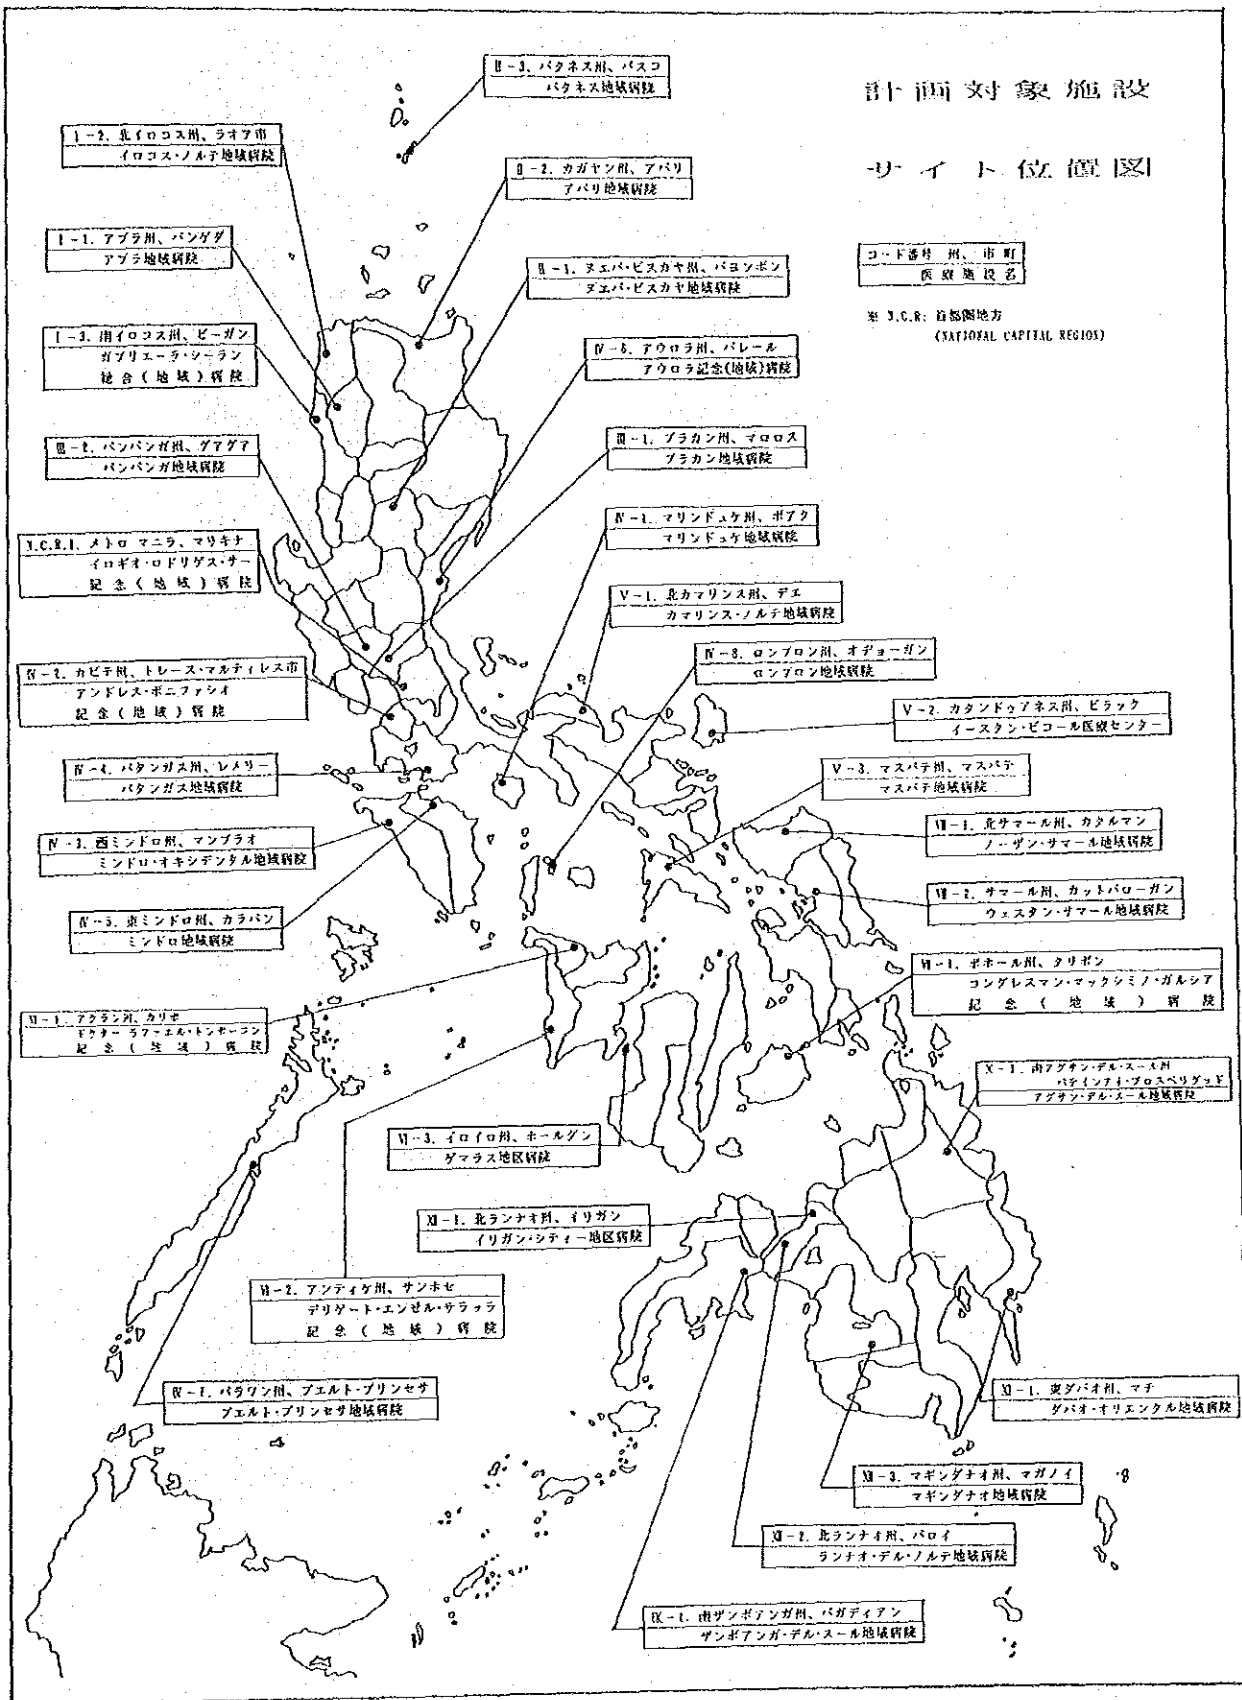 計画対象施設
サイト位置図
コード番号 州、市町
医療施設名
※ N.C.R: 首都圏地方
(NATIONAL CAPITAL REGION)
II-3. バタネス州、バスコ
バタネス地域病院
I-2. 北イロコス州、ラオア市
イロコス・ノルテ地域病院
II-2. カガヤン州、アパリ
アパリ地域病院
I-1. アブラ州、バンゲダ
アブラ地域病院
II-1. ヌエバ・ビスカヤ州、バヨンボン
ヌエバ・ビスカヤ地域病院
I-3. 南イロコス州、ビーガン
ガブリエーラ・シーラン
総合(地域)病院
IV-6. アウロラ州、バレール
アウロラ記念(地域)病院
III-2. パンパンガ州、グアグア
パンパンガ地域病院
III-1. ブラカン州、マロロス
ブラカン地域病院
N.C.R.1. メトロ マニラ、マリキナ
イロギオ・ロドリゲス・サー
記念(地域)病院
IV-1. マリンドュケ州、ボアク
マリンドュケ地域病院
V-1. 北カマリンス州、デエ
カマリンス・ノルテ地域病院
IV-2. カビテ州、トレース・マルティレス市
アンドレス・ボニファシオ
記念(地域)病院
IV-8. ロンブロン州、オデョーガン
ロンブロン地域病院
V-2. カタンドゥアネス州、ビラック
イースタン・ビコール医療センター
IV-4. バタンガス州、レメリー
バタンガス地域病院
V-3. マスバテ州、マスバテ
マスバテ地域病院
IV-3. 西ミンドロ州、マンブラオ
ミンドロ・オキシデンタル地域病院
VIII-1. 北サマール州、カタルマン
ノーザン・サマール地域病院
VIII-2. サマール州、カットバローガン
ウェスタン・サマール地域病院
IV-5. 東ミンドロ州、カラパン
ミンドロ地域病院
VII-1. ボホール州、タリボン
コングレスマン・マックシミノ・ガルシア
記念(地域)病院
VI-1 アクラン州、カリボ
ドクター ラファエル・トンボーコン
記念(地域)病院
X-1. 南アグサン・デル・スール州
プロスペリダッド
アグサン・デル・スール地域病院
VI-3. イロイロ州、ホールダン
ゲマラス地区病院
XII-1. 北ランナオ州、イリガン
イリガン・シティー地区病院
VI-2. アンティケ州、サンホセ
デリゲート・エンゼル・サラッラ
記念(地域)病院
IV-7. パラワン州、プエルト・プリンセサ
プエルト・プリンセサ地域病院
XI-1. 東ダバオ州、マチ
ダバオ・オリエンタル地域病院
XII-3. マギンダナオ州、マガノイ
マギンダナオ地域病院
XII-2. 北ランナオ州、バロイ
ランナオ・デル・ノルテ地域病院
IX-1. 南ザンボアンガ州、パガディアン
ザンボアンガ・デル・スール地域病院